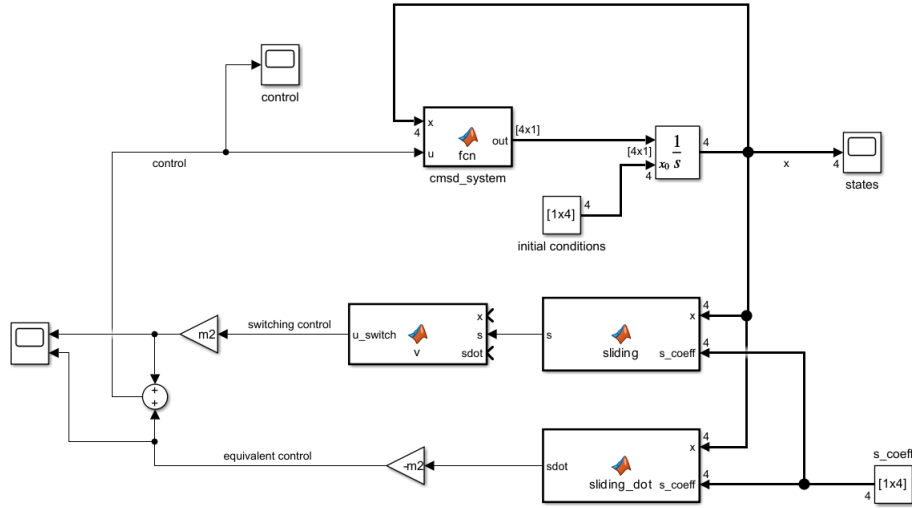 control
x
4
[4x1]
out
[4x1]
1
s
x₀
4
4
control
u
fcn
cmsd_system
x
4
states
[1x4]
4
initial conditions
4
x
switching control
m2
u_switch
x
s
sdot
v
s
sliding
s_coeff
4
+
+
4
x
equivalent control
-m2
sdot
sliding_dot
s_coeff
4
s_coeff
[1x4]
4